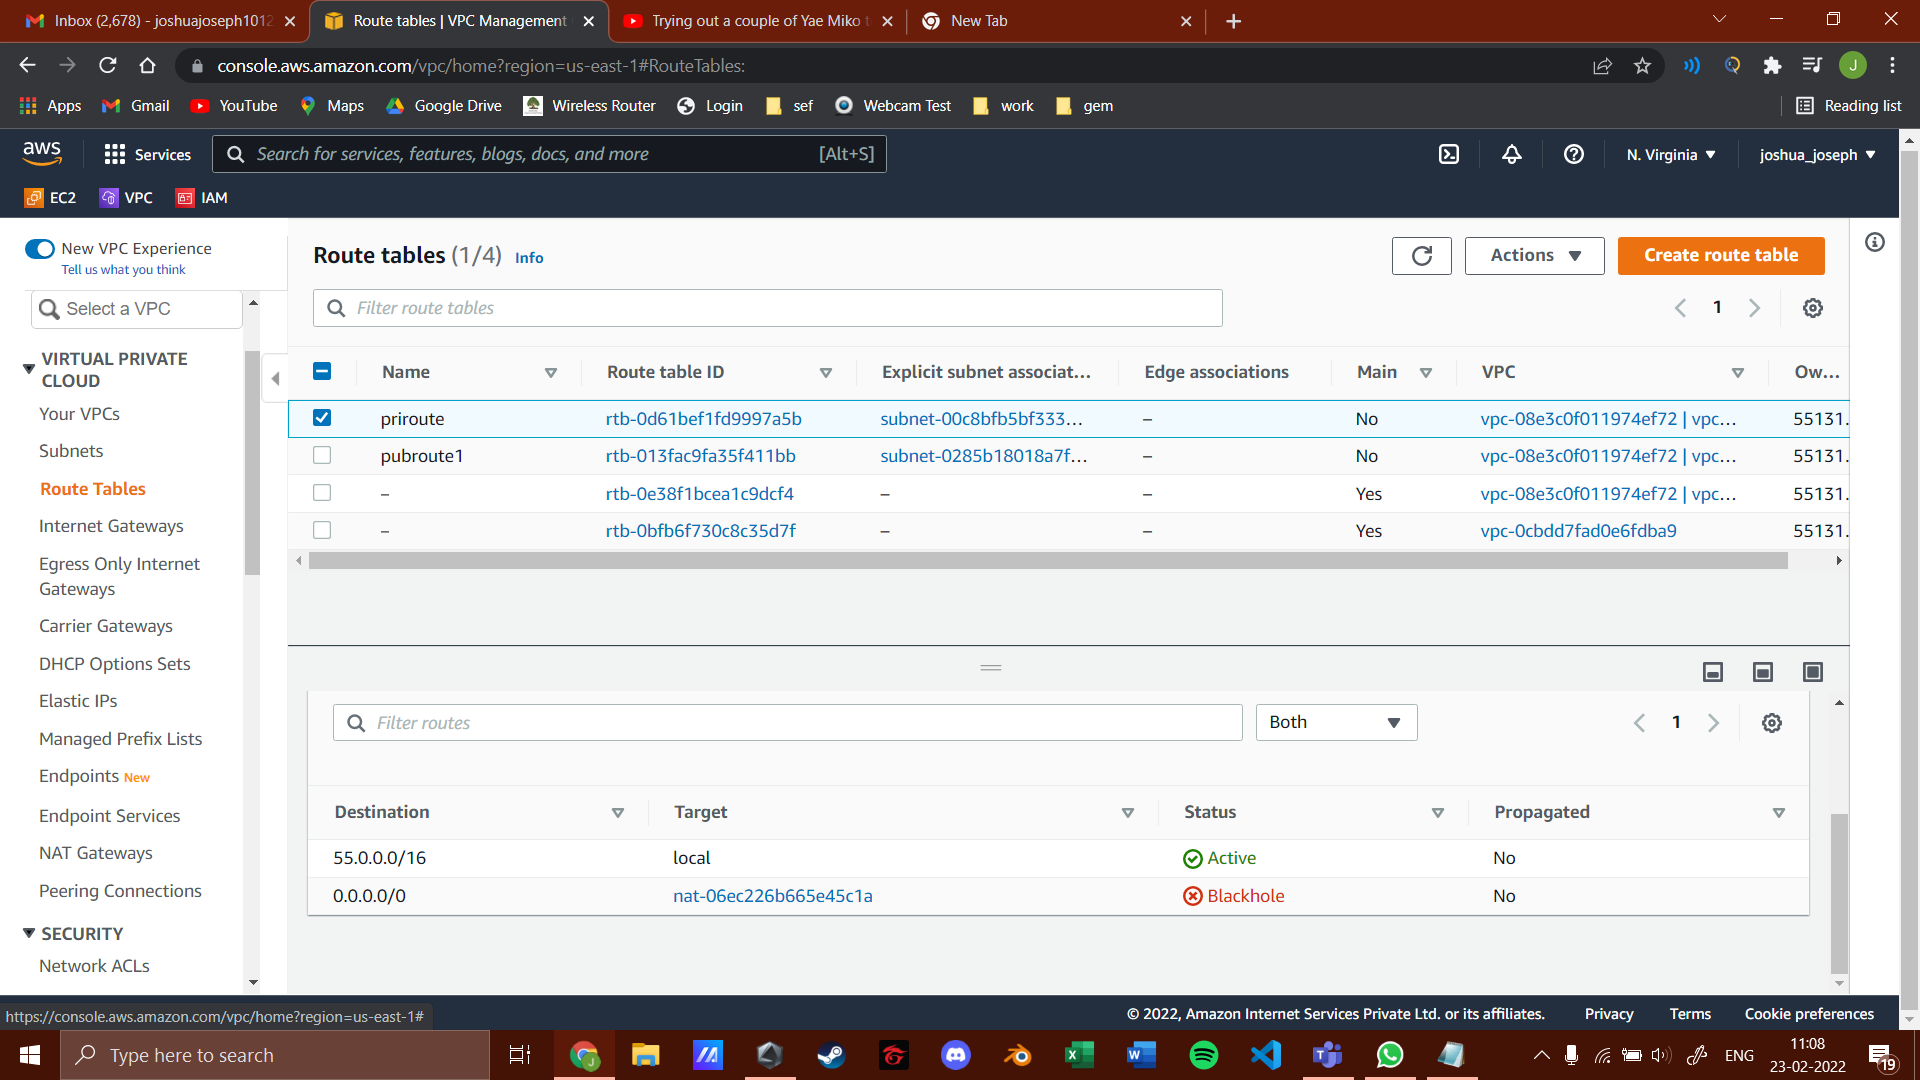 Inbox (2,678) - joshuajoseph1012
Route tables | VPC Management
Trying out a couple of Yae Miko t
New Tab
console.aws.amazon.com/vpc/home?region=us-east-1#RouteTables:
J
Apps
Gmail
YouTube
Maps
Google Drive
Wireless Router
Login
sef
Webcam Test
work
gem
Reading list
aws
Services
Search for services, features, blogs, docs, and more
[Alt+S]
N. Virginia
joshua_joseph
EC2
VPC
IAM
New VPC Experience
Tell us what you think
Select a VPC
VIRTUAL PRIVATE
CLOUD
Your VPCs
Subnets
Route Tables
Internet Gateways
Egress Only Internet
Gateways
Carrier Gateways
DHCP Options Sets
Elastic IPs
Managed Prefix Lists
Endpoints New
Endpoint Services
NAT Gateways
Peering Connections
SECURITY
Network ACLs
Route tables (1/4) Info
Actions
Create route table
Filter route tables
1
Name Route table ID Explicit subnet associat... Edge associations Main VPC Ow...
priroute rtb-0d61bef1fd9997a5b subnet-00c8bfb5bf333... – No vpc-08e3c0f011974ef72 | vpc... 55131.
pubroute1 rtb-013fac9fa35f411bb subnet-0285b18018a7f... – No vpc-08e3c0f011974ef72 | vpc... 55131.
– rtb-0e38f1bcea1c9dcf4 – – Yes vpc-08e3c0f011974ef72 | vpc... 55131.
– rtb-0bfb6f730c8c35d7f – – Yes vpc-0cbdd7fad0e6fdba9 55131.
Filter routes
Both
1
Destination Target Status Propagated
55.0.0.0/16 local Active No
0.0.0.0/0 nat-06ec226b665e45c1a Blackhole No
https://console.aws.amazon.com/vpc/home?region=us-east-1#
© 2022, Amazon Internet Services Private Ltd. or its affiliates.
Privacy
Terms
Cookie preferences
Type here to search
ENG
11:08
23-02-2022
19